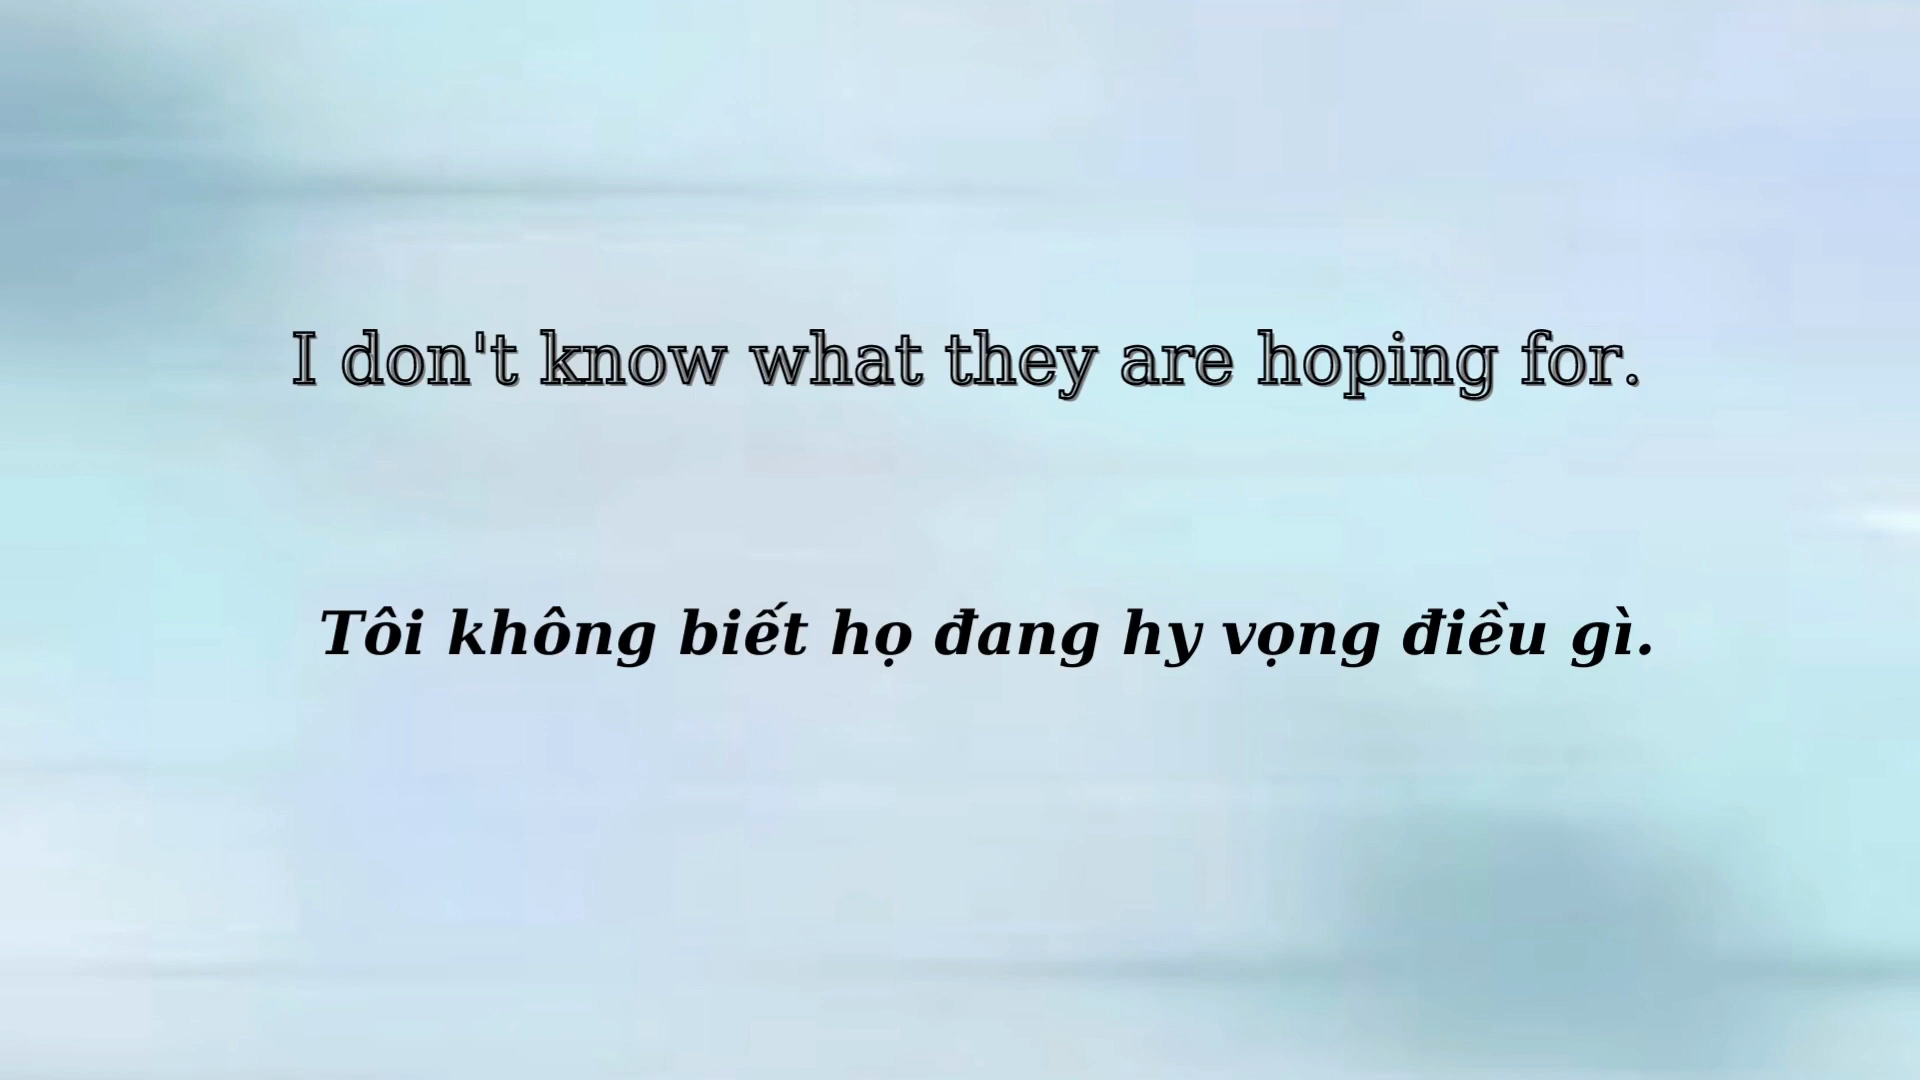 I don't know what they are hoping for.
Tôi không biết họ đang hy vọng điều gì.